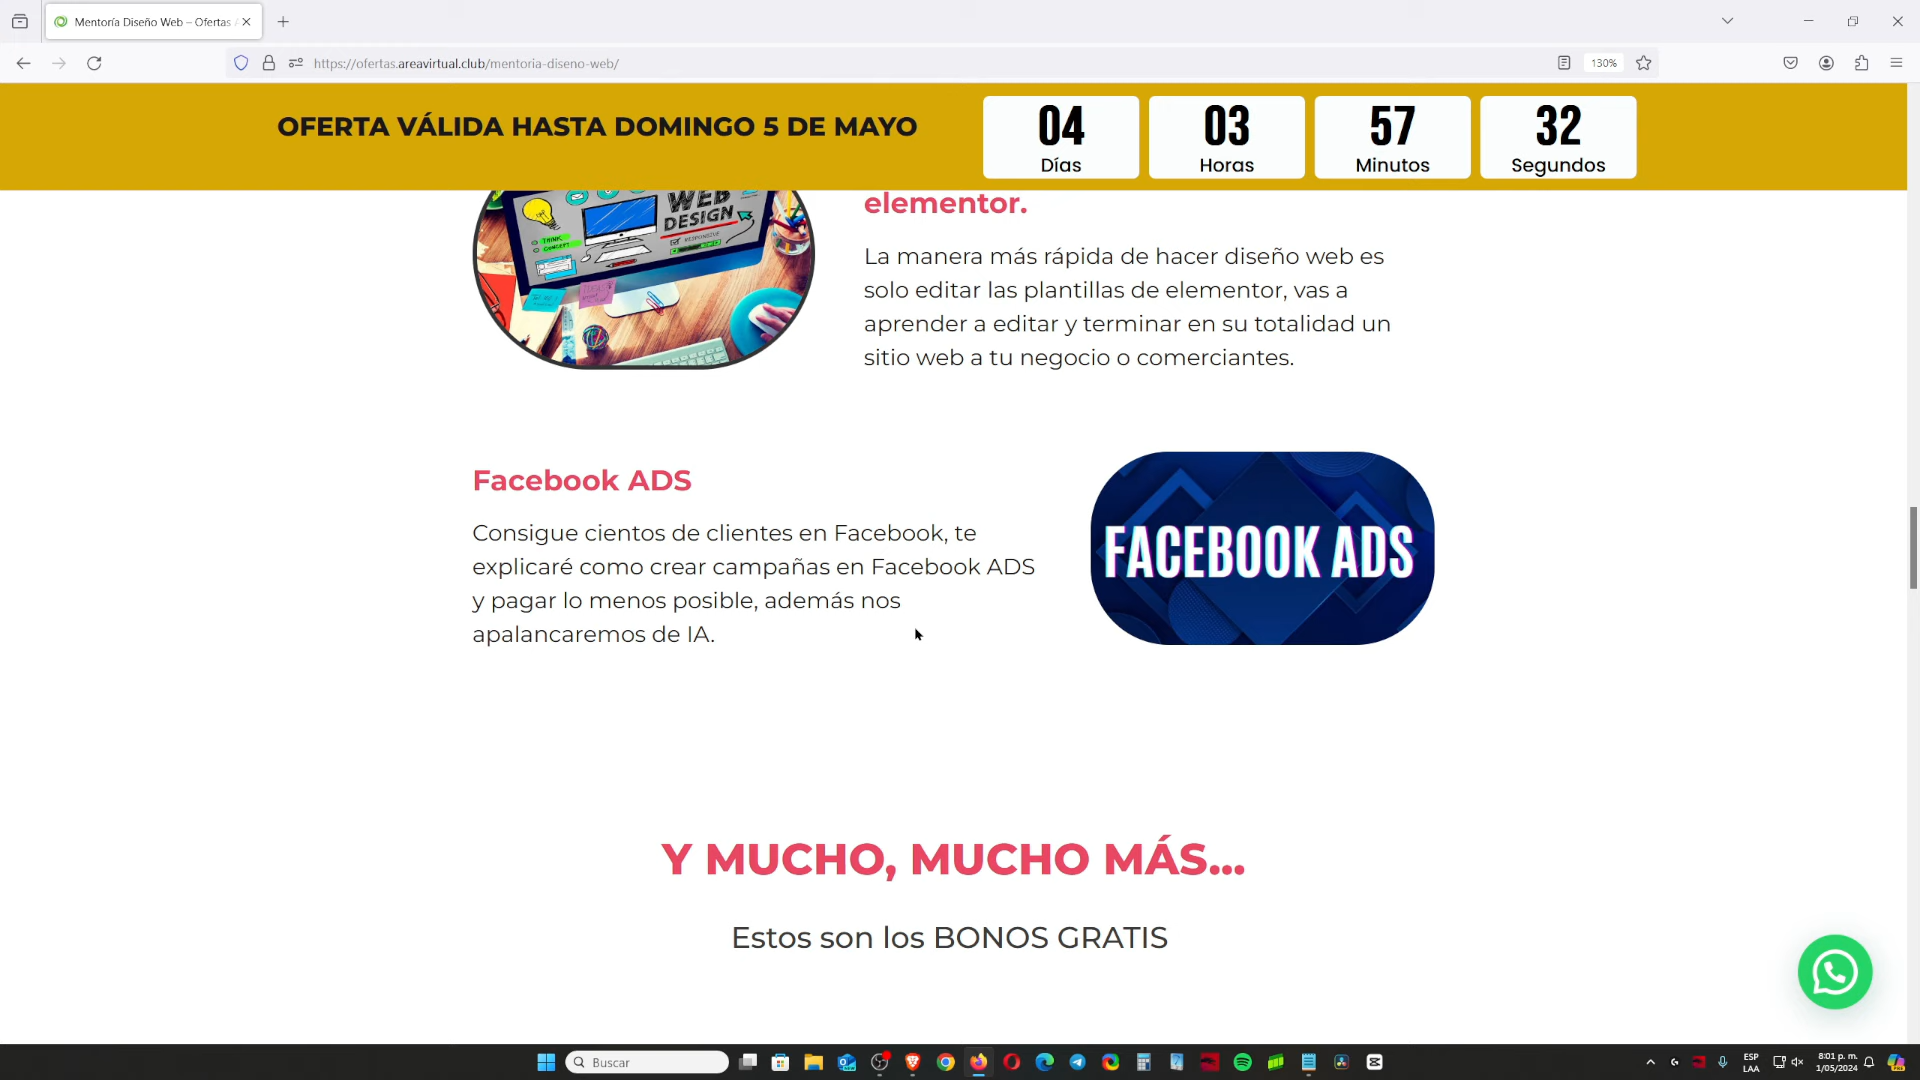 Mentoría Diseño Web – Ofertas
https://ofertas.areavirtual.club/mentoria-diseno-web/
130%
OFERTA VÁLIDA HASTA DOMINGO 5 DE MAYO
04
Días
03
Horas
57
Minutos
32
Segundos
WEB
DESIGN
RESPONSIVE
THINK
CONCEPT
elementor.
La manera más rápida de hacer diseño web es
solo editar las plantillas de elementor, vas a
aprender a editar y terminar en su totalidad un
sitio web a tu negocio o comerciantes.
Facebook ADS
Consigue cientos de clientes en Facebook, te
explicaré como crear campañas en Facebook ADS
y pagar lo menos posible, además nos
apalancaremos de IA.
FACEBOOK ADS
Y MUCHO, MUCHO MÁS...
Estos son los BONOS GRATIS
Buscar
ESP
LAA
8:01 p. m.
1/05/2024